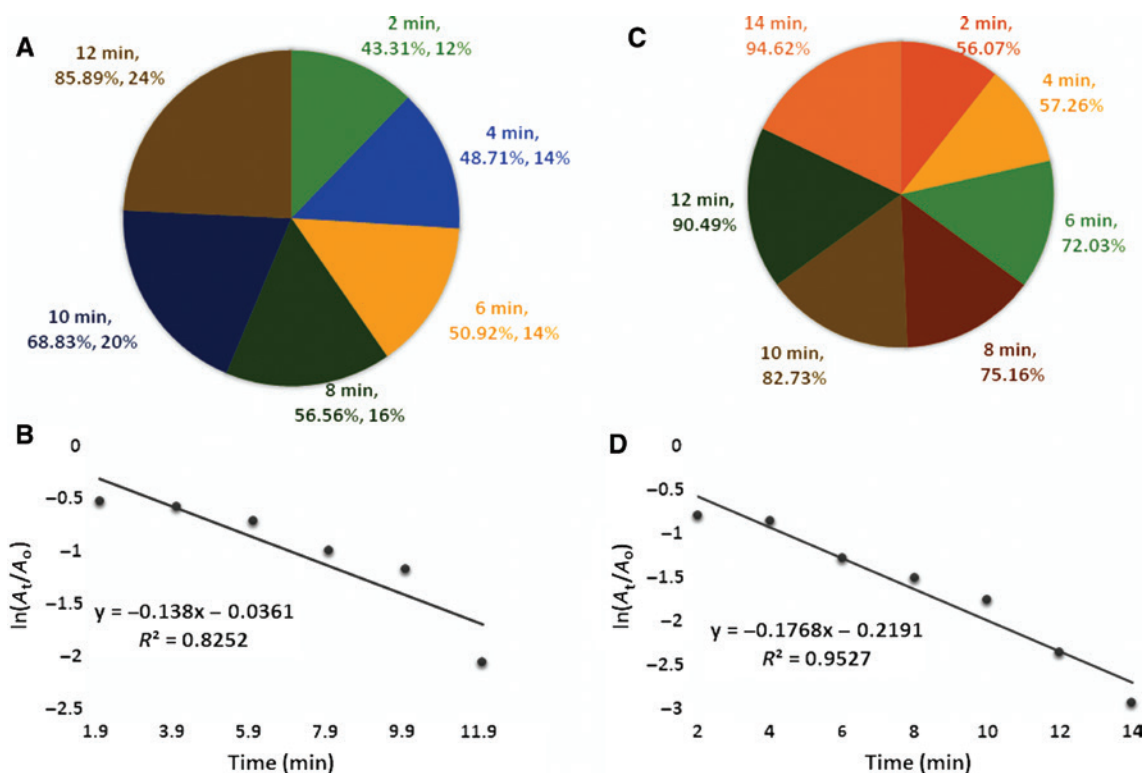 A
2 min,
43.31%, 12%
4 min,
48.71%, 14%
6 min,
50.92%, 14%
8 min,
56.56%, 16%
10 min,
68.83%, 20%
12 min,
85.89%, 24%
C
2 min,
56.07%
4 min,
57.26%
6 min,
72.03%
8 min,
75.16%
10 min,
82.73%
12 min,
90.49%
14 min,
94.62%
B
0
−0.5
−1
−1.5
−2
−2.5
ln(Aₜ/Aₒ)
y = −0.138x − 0.0361
R² = 0.8252
1.9 3.9 5.9 7.9 9.9 11.9
Time (min)
D
0
−0.5
−1
−1.5
−2
−2.5
−3
ln(Aₜ/Aₒ)
y = −0.1768x − 0.2191
R² = 0.9527
2 4 6 8 10 12 14
Time (min)